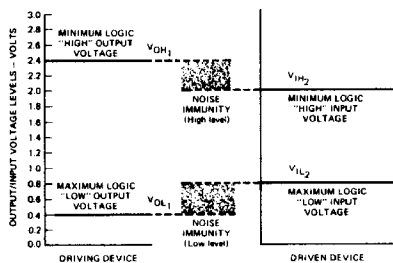 OUTPUT/INPUT VOLTAGE LEVELS - VOLTS
2.8
2.6
2.4
2.2
2.0
1.8
1.6
1.4
1.2
1.0
0.8
0.6
0.4
0.2
0.0
MINIMUM LOGIC
"HIGH" OUTPUT
VOLTAGE
VOH1
NOISE
IMMUNITY
(High level)
VIH2
MINIMUM LOGIC
"HIGH" INPUT
VOLTAGE
MAXIMUM LOGIC
"LOW" OUTPUT
VOLTAGE
VOL1
NOISE
IMMUNITY
(Low level)
VIL2
MAXIMUM LOGIC
"LOW" INPUT
VOLTAGE
DRIVING DEVICE
DRIVEN DEVICE